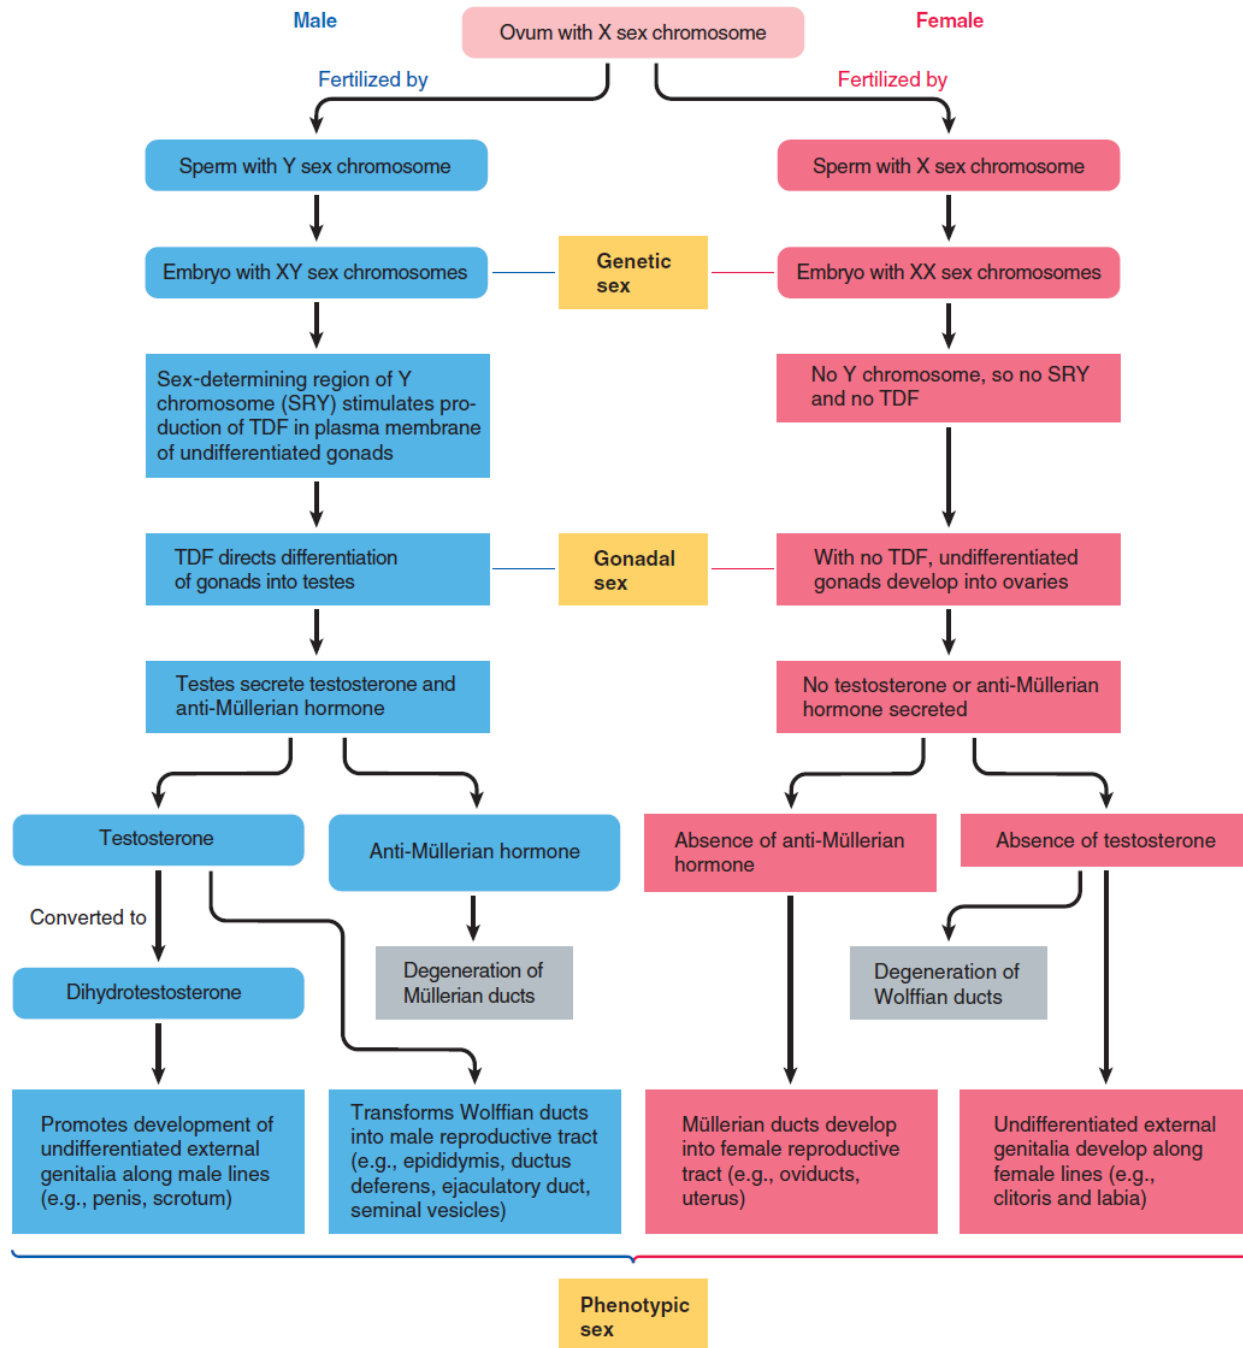 Male
Ovum with X sex chromosome
Female
Fertilized by
Fertilized by
Sperm with Y sex chromosome
Sperm with X sex chromosome
Embryo with XY sex chromosomes
Genetic
sex
Embryo with XX sex chromosomes
Sex-determining region of Y
chromosome (SRY) stimulates pro-
duction of TDF in plasma membrane
of undifferentiated gonads
No Y chromosome, so no SRY
and no TDF
TDF directs differentiation
of gonads into testes
Gonadal
sex
With no TDF, undifferentiated
gonads develop into ovaries
Testes secrete testosterone and
anti-Müllerian hormone
No testosterone or anti-Müllerian
hormone secreted
Testosterone
Anti-Müllerian hormone
Absence of anti-Müllerian
hormone
Absence of testosterone
Converted to
Dihydrotestosterone
Degeneration of
Müllerian ducts
Degeneration of
Wolffian ducts
Promotes development of
undifferentiated external
genitalia along male lines
(e.g., penis, scrotum)
Transforms Wolffian ducts
into male reproductive tract
(e.g., epididymis, ductus
deferens, ejaculatory duct,
seminal vesicles)
Müllerian ducts develop
into female reproductive
tract (e.g., oviducts,
uterus)
Undifferentiated external
genitalia develop along
female lines (e.g.,
clitoris and labia)
Phenotypic
sex